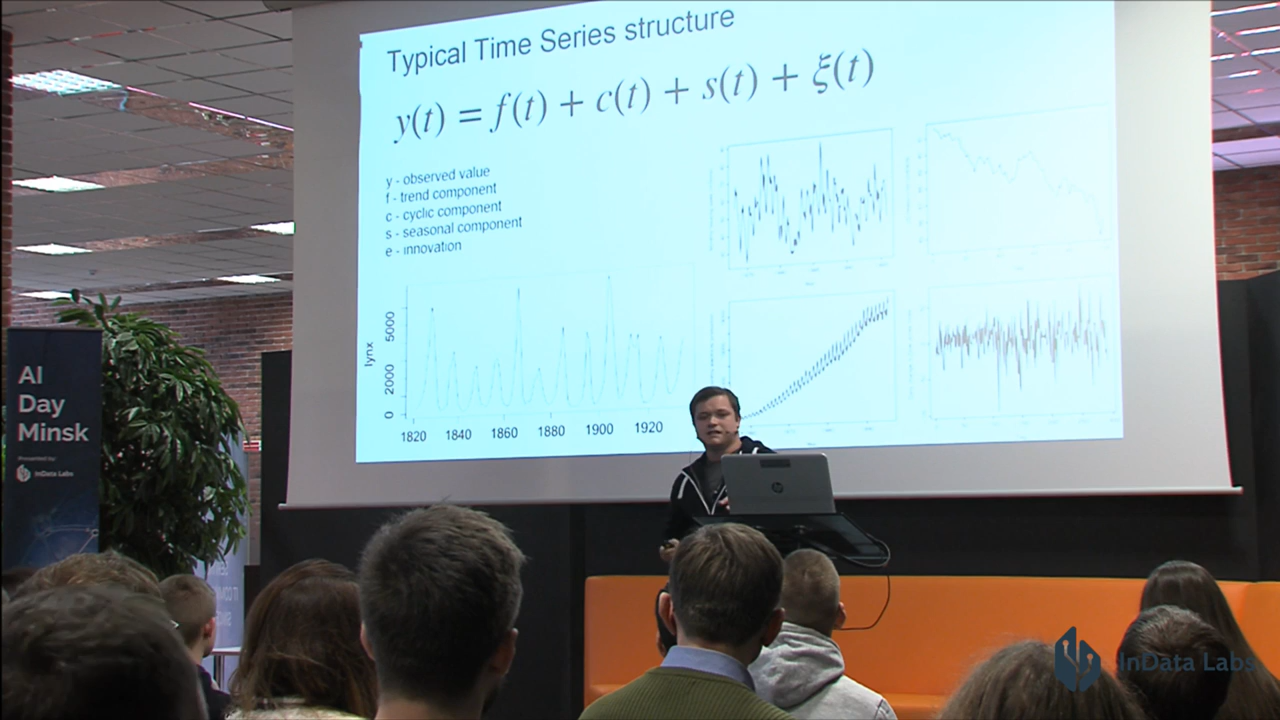 Typical Time Series structure
y(t) = f(t) + c(t) + s(t) + ξ(t)
y - observed value
f - trend component
c - cyclic component
s - seasonal component
e - innovation
lynx
0 2000 5000
1820 1840 1860 1880 1900 1920
AI
Day
Minsk
Presented by:
InData Labs
InData Labs